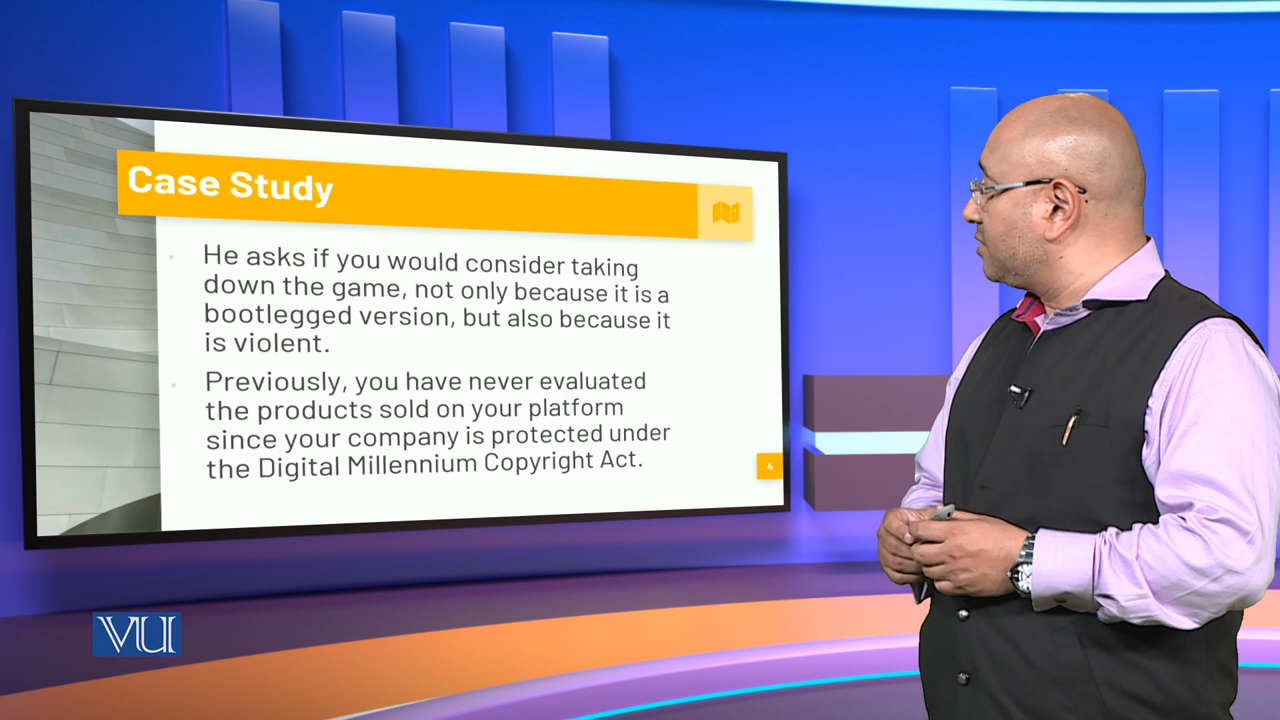 Case Study
He asks if you would consider taking
down the game, not only because it is a
bootlegged version, but also because it
is violent.
Previously, you have never evaluated
the products sold on your platform
since your company is protected under
the Digital Millennium Copyright Act.
4
VU